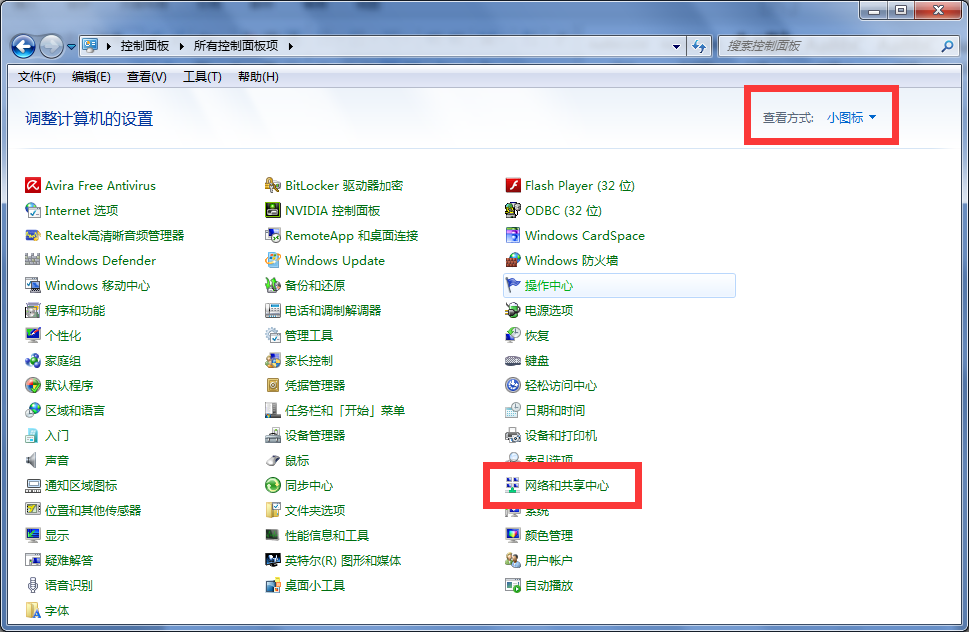 控制面板 ▸ 所有控制面板项 ▸
搜索控制面板
文件(F) 编辑(E) 查看(V) 工具(T) 帮助(H)
调整计算机的设置
查看方式: 小图标
Avira Free Antivirus
BitLocker 驱动器加密
Flash Player (32 位)
Internet 选项
NVIDIA 控制面板
ODBC (32 位)
Realtek高清晰音频管理器
RemoteApp 和桌面连接
Windows CardSpace
Windows Defender
Windows Update
Windows 防火墙
Windows 移动中心
备份和还原
操作中心
程序和功能
电话和调制解调器
电源选项
个性化
管理工具
恢复
家庭组
家长控制
键盘
默认程序
凭据管理器
轻松访问中心
区域和语言
任务栏和「开始」菜单
日期和时间
入门
设备管理器
设备和打印机
声音
鼠标
索引选项
通知区域图标
同步中心
网络和共享中心
位置和其他传感器
文件夹选项
系统
显示
性能信息和工具
颜色管理
疑难解答
英特尔(R) 图形和媒体
用户帐户
语音识别
桌面小工具
自动播放
字体